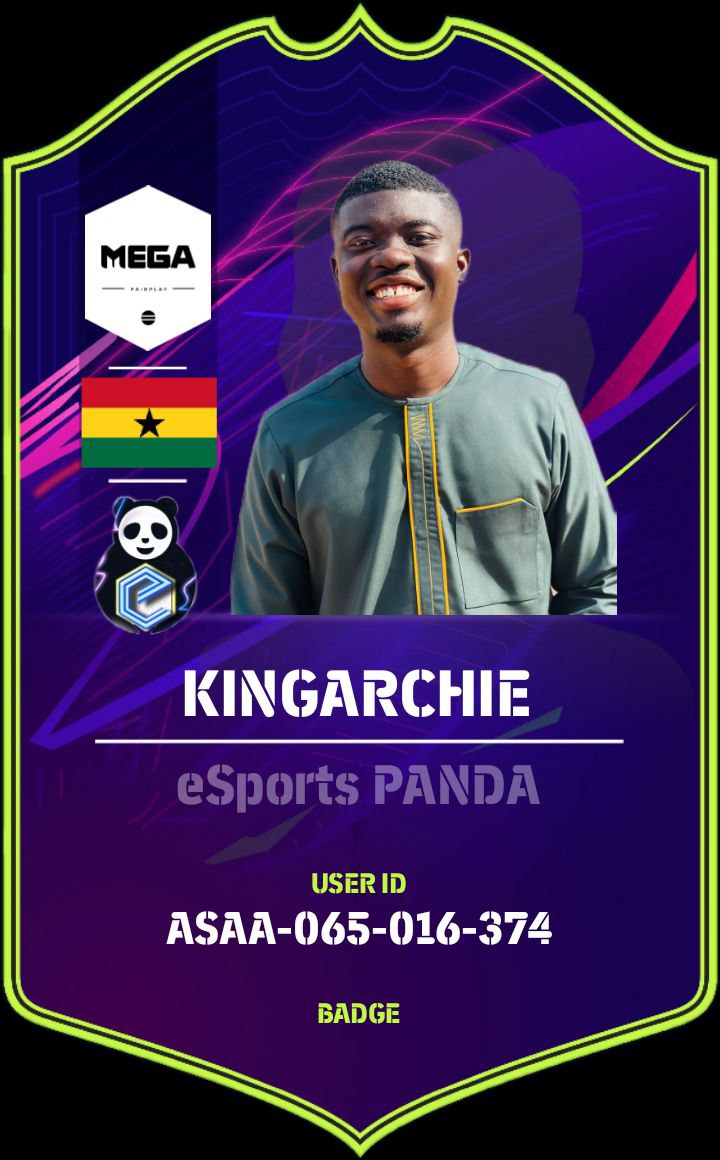 MEGA
FAIRPLAY
KINGARCHIE
eSports PANDA
USER ID
ASAA-065-016-374
BADGE